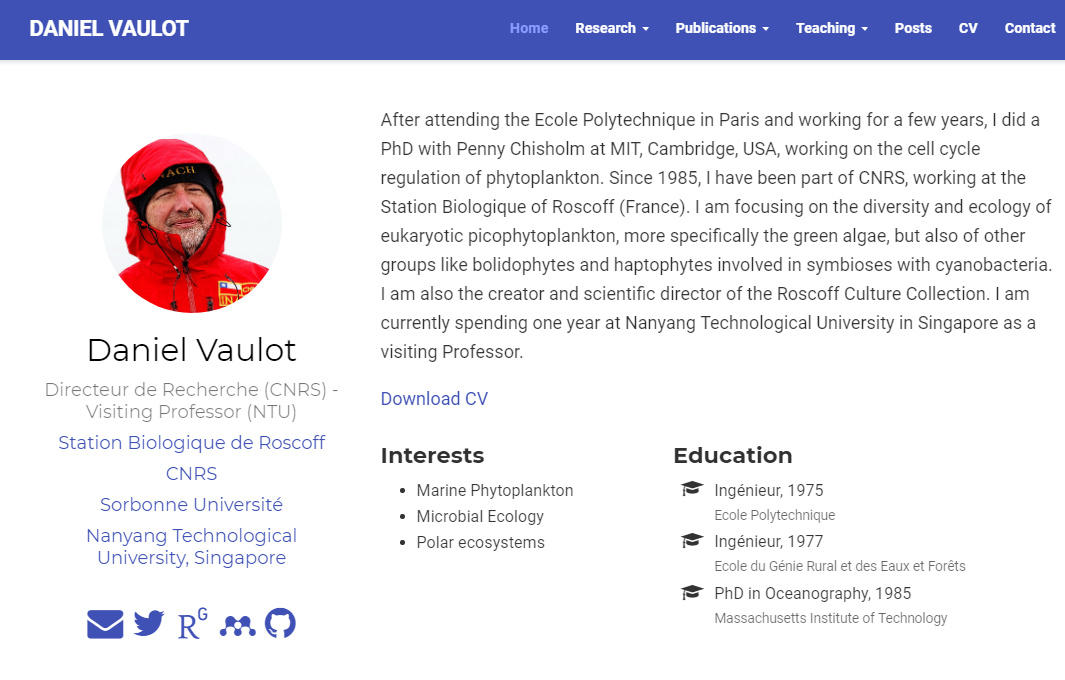 DANIEL VAULOT
Home Research Publications Teaching Posts CV Contact
Daniel Vaulot
Directeur de Recherche (CNRS) -
Visiting Professor (NTU)
Station Biologique de Roscoff
CNRS
Sorbonne Université
Nanyang Technological
University, Singapore
RG
After attending the Ecole Polytechnique in Paris and working for a few years, I did a
PhD with Penny Chisholm at MIT, Cambridge, USA, working on the cell cycle
regulation of phytoplankton. Since 1985, I have been part of CNRS, working at the
Station Biologique of Roscoff (France). I am focusing on the diversity and ecology of
eukaryotic picophytoplankton, more specifically the green algae, but also of other
groups like bolidophytes and haptophytes involved in symbioses with cyanobacteria.
I am also the creator and scientific director of the Roscoff Culture Collection. I am
currently spending one year at Nanyang Technological University in Singapore as a
visiting Professor.
Download CV
Interests
• Marine Phytoplankton
• Microbial Ecology
• Polar ecosystems
Education
Ingénieur, 1975
Ecole Polytechnique
Ingénieur, 1977
Ecole du Génie Rural et des Eaux et Forêts
PhD in Oceanography, 1985
Massachusetts Institute of Technology